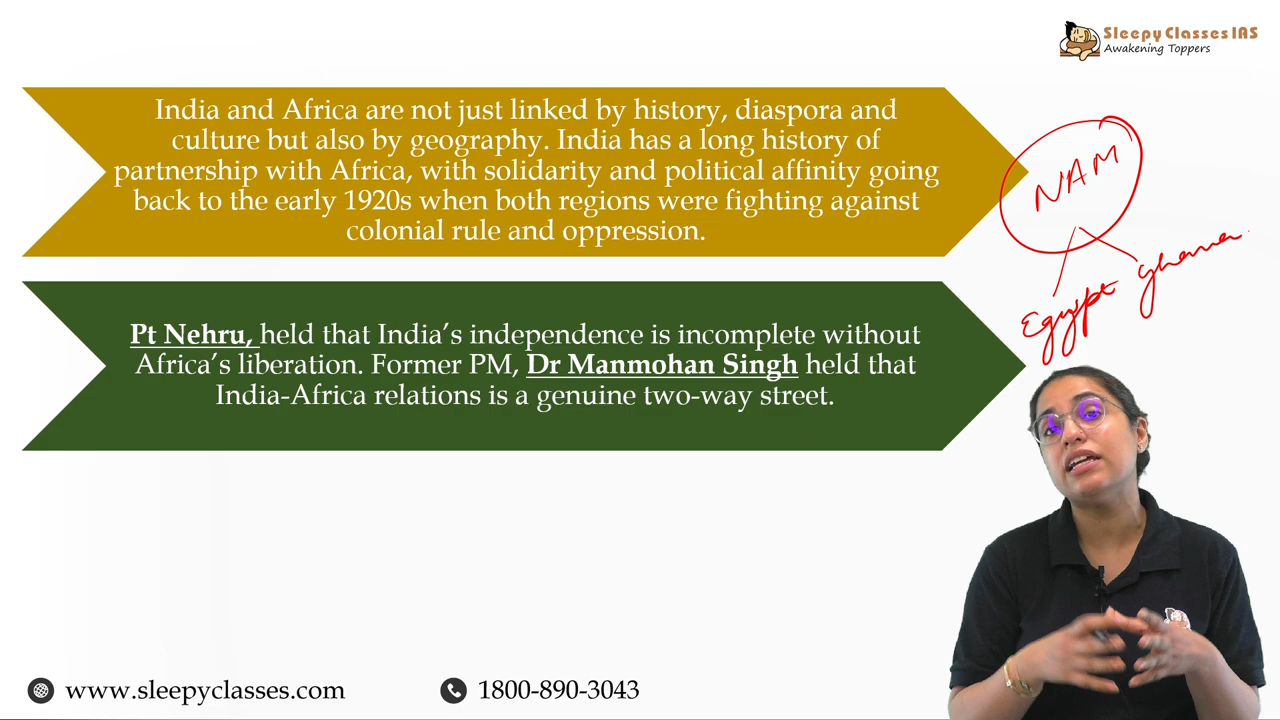 Sleepy Classes IAS
Awakening Toppers
India and Africa are not just linked by history, diaspora and
culture but also by geography. India has a long history of
partnership with Africa, with solidarity and political affinity going
back to the early 1920s when both regions were fighting against
colonial rule and oppression.
NAM
Egypt Ghana
Pt Nehru, held that India’s independence is incomplete without
Africa’s liberation. Former PM, Dr Manmohan Singh held that
India-Africa relations is a genuine two-way street.
www.sleepyclasses.com
1800-890-3043